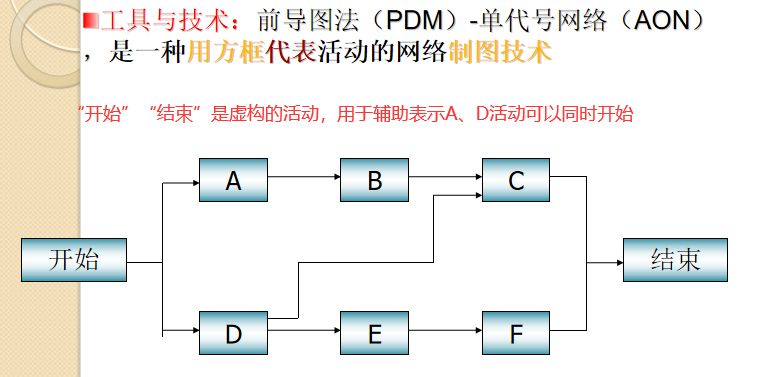 工具与技术：前导图法（PDM）-单代号网络（AON）
，是一种用方框代表活动的网络制图技术
“开始”“结束”是虚构的活动，用于辅助表示A、D活动可以同时开始
A
B
C
开始
结束
D
E
F